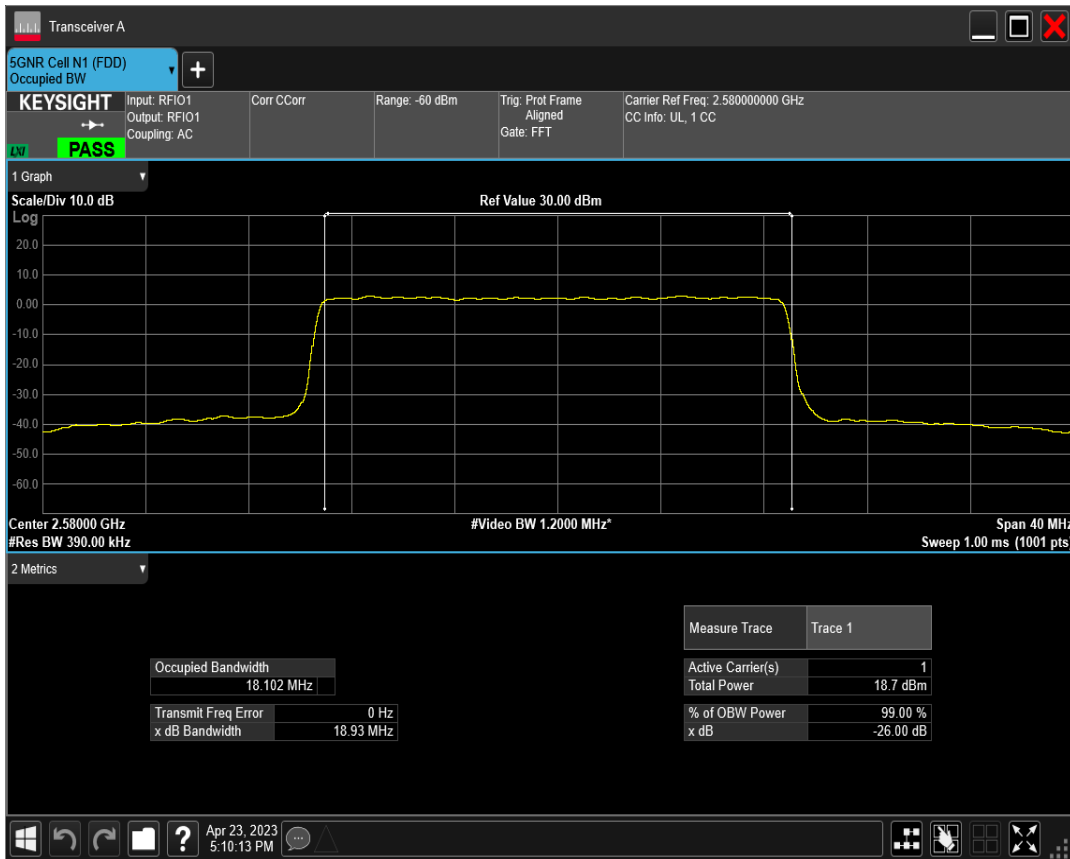 Transceiver A
5GNR Cell N1 (FDD)
Occupied BW
+
KEYSIGHT
LXI
PASS
Input: RFIO1
Output: RFIO1
Coupling: AC
Corr CCorr
Range: -60 dBm
Trig: Prot Frame
Aligned
Gate: FFT
Carrier Ref Freq: 2.580000000 GHz
CC Info: UL, 1 CC
1 Graph
Scale/Div 10.0 dB
Ref Value 30.00 dBm
Log
20.0
10.0
0.00
-10.0
-20.0
-30.0
-40.0
-50.0
-60.0
Center 2.58000 GHz
#Video BW 1.2000 MHz*
Span 40 MHz
#Res BW 390.00 kHz
Sweep 1.00 ms (1001 pts)
2 Metrics
Measure Trace Trace 1
Occupied Bandwidth
18.102 MHz
Active Carrier(s) 1
Total Power 18.7 dBm
Transmit Freq Error 0 Hz
x dB Bandwidth 18.93 MHz
% of OBW Power 99.00 %
x dB -26.00 dB
?
Apr 23, 2023
5:10:13 PM